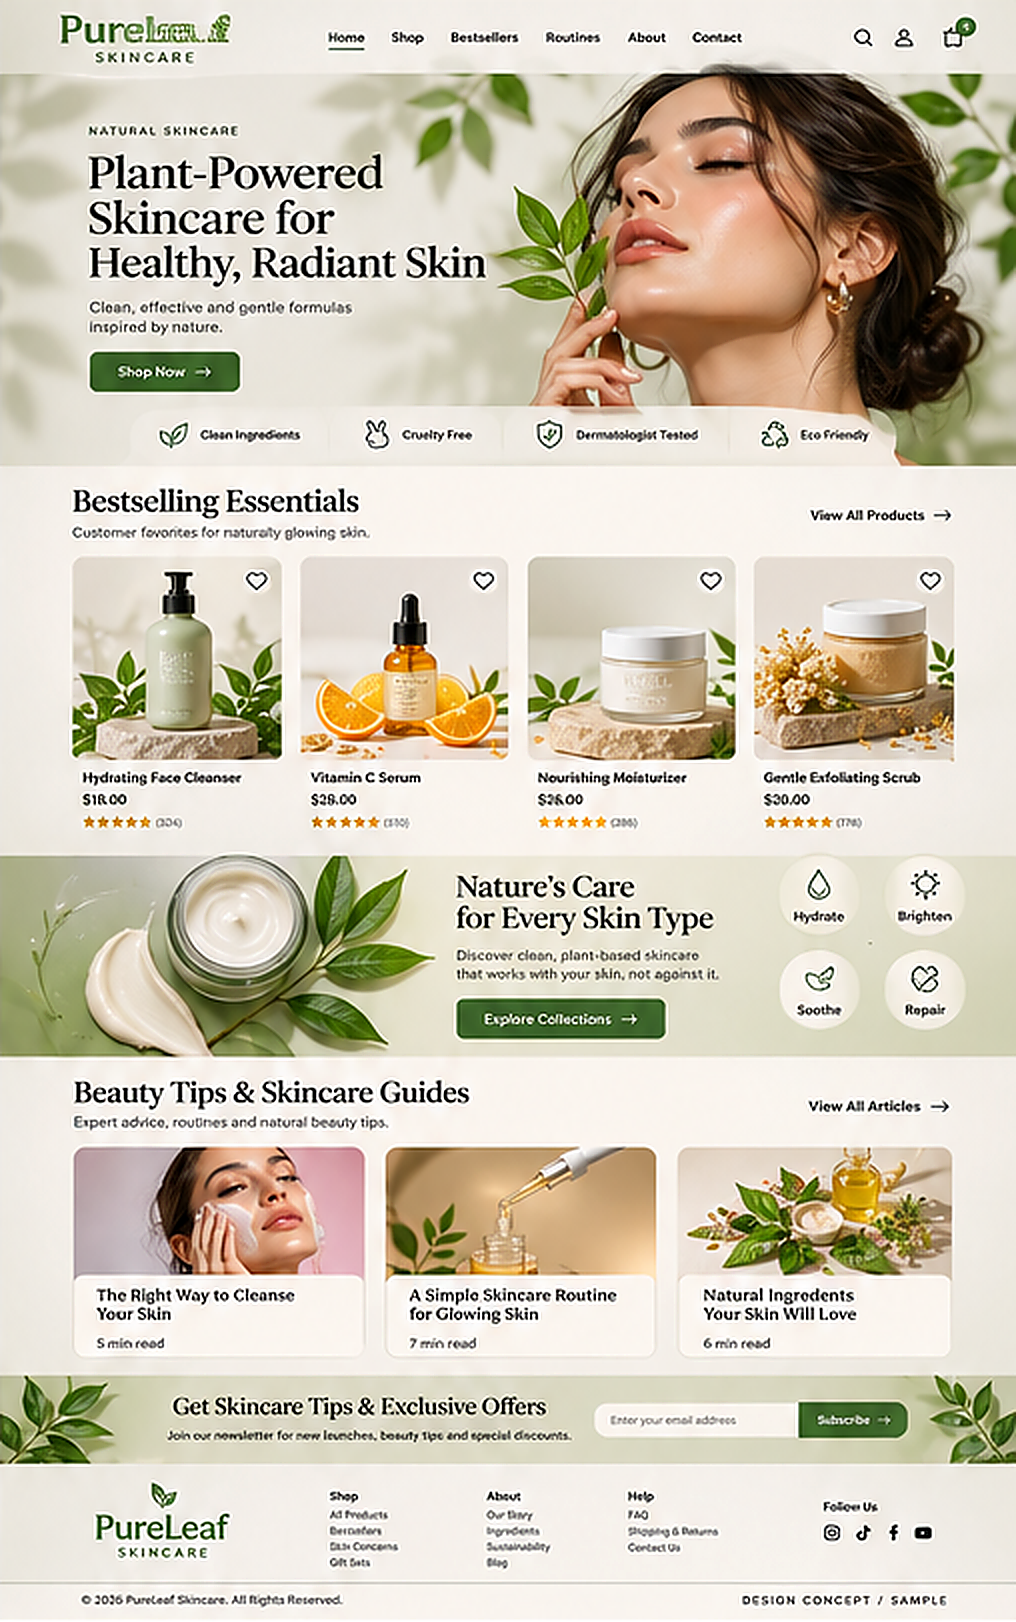 SKINCARE
Home Shop Bestsellers Routines About Contact
NATURAL SKINCARE
Plant-Powered
Skincare for
Healthy, Radiant Skin
Clean, effective and gentle formulas
inspired by nature.
Shop Now →
Clean Ingredients
Cruelty Free
Dermatologist Tested
Eco Friendly
Bestselling Essentials
Customer favorites for naturally glowing skin.
View All Products →
Hydrating Face Cleanser
Vitamin C Serum
Nourishing Moisturizer
Gentle Exfoliating Scrub
$18.00
$28.00
$26.00
$30.00
Nature's Care
for Every Skin Type
Discover clean, plant-based skincare
that works with your skin, not against it.
Explore Collections →
Hydrate
Brighten
Soothe
Repair
Beauty Tips & Skincare Guides
Expert advice, routines and natural beauty tips.
View All Articles →
The Right Way to Cleanse
Your Skin
5 min read
A Simple Skincare Routine
for Glowing Skin
7 min read
Natural Ingredents
Your Skin Will Love
6 min read
Get Skincare Tips & Exclusive Offers
Join our newsletter for new launches, beauty tips and special discounts.
Enter your email address
Subscribe →
PureLeaf
SKINCARE
Shop
All Products
Bestsellers
Skin Concerns
Gift Sets
About
Our Story
Ingredients
Sustainability
Blog
Help
FAQ
Shipping & Returns
Contact Us
Follow Us
© 2026 PureLeaf Skincare. All Rights Reserved.
DESIGN CONCEPT / SAMPLE